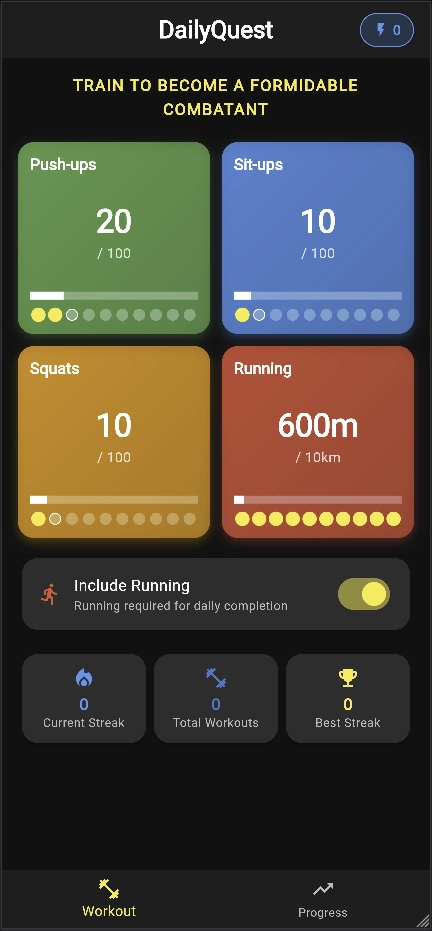 DailyQuest
0
TRAIN TO BECOME A FORMIDABLE
COMBATANT
Push-ups
20
/ 100
Sit-ups
10
/ 100
Squats
10
/ 100
Running
600m
/ 10km
Include Running
Running required for daily completion
0
Current Streak
0
Total Workouts
0
Best Streak
Workout
Progress